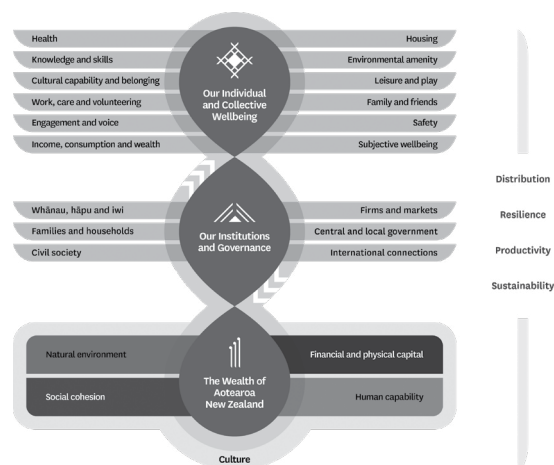 Health
Housing
Knowledge and skills
Environmental amenity
Cultural capability and belonging
Leisure and play
Work, care and volunteering
Family and friends
Engagement and voice
Safety
Income, consumption and wealth
Subjective wellbeing
Our Individual
and Collective
Wellbeing
Whānau, hāpu and iwi
Firms and markets
Families and households
Central and local government
Civil society
International connections
Our Institutions
and Governance
Natural environment
Financial and physical capital
Social cohesion
Human capability
The Wealth of
Aotearoa
New Zealand
Culture
Distribution
Resilience
Productivity
Sustainability